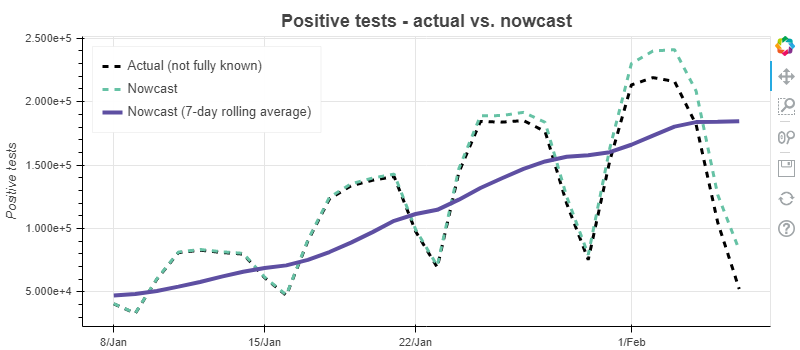 Positive tests - actual vs. nowcast
2.500e+5
2.000e+5
1.500e+5
1.000e+5
5.000e+4
Positive tests
Actual (not fully known)
Nowcast
Nowcast (7-day rolling average)
8/Jan
15/Jan
22/Jan
1/Feb